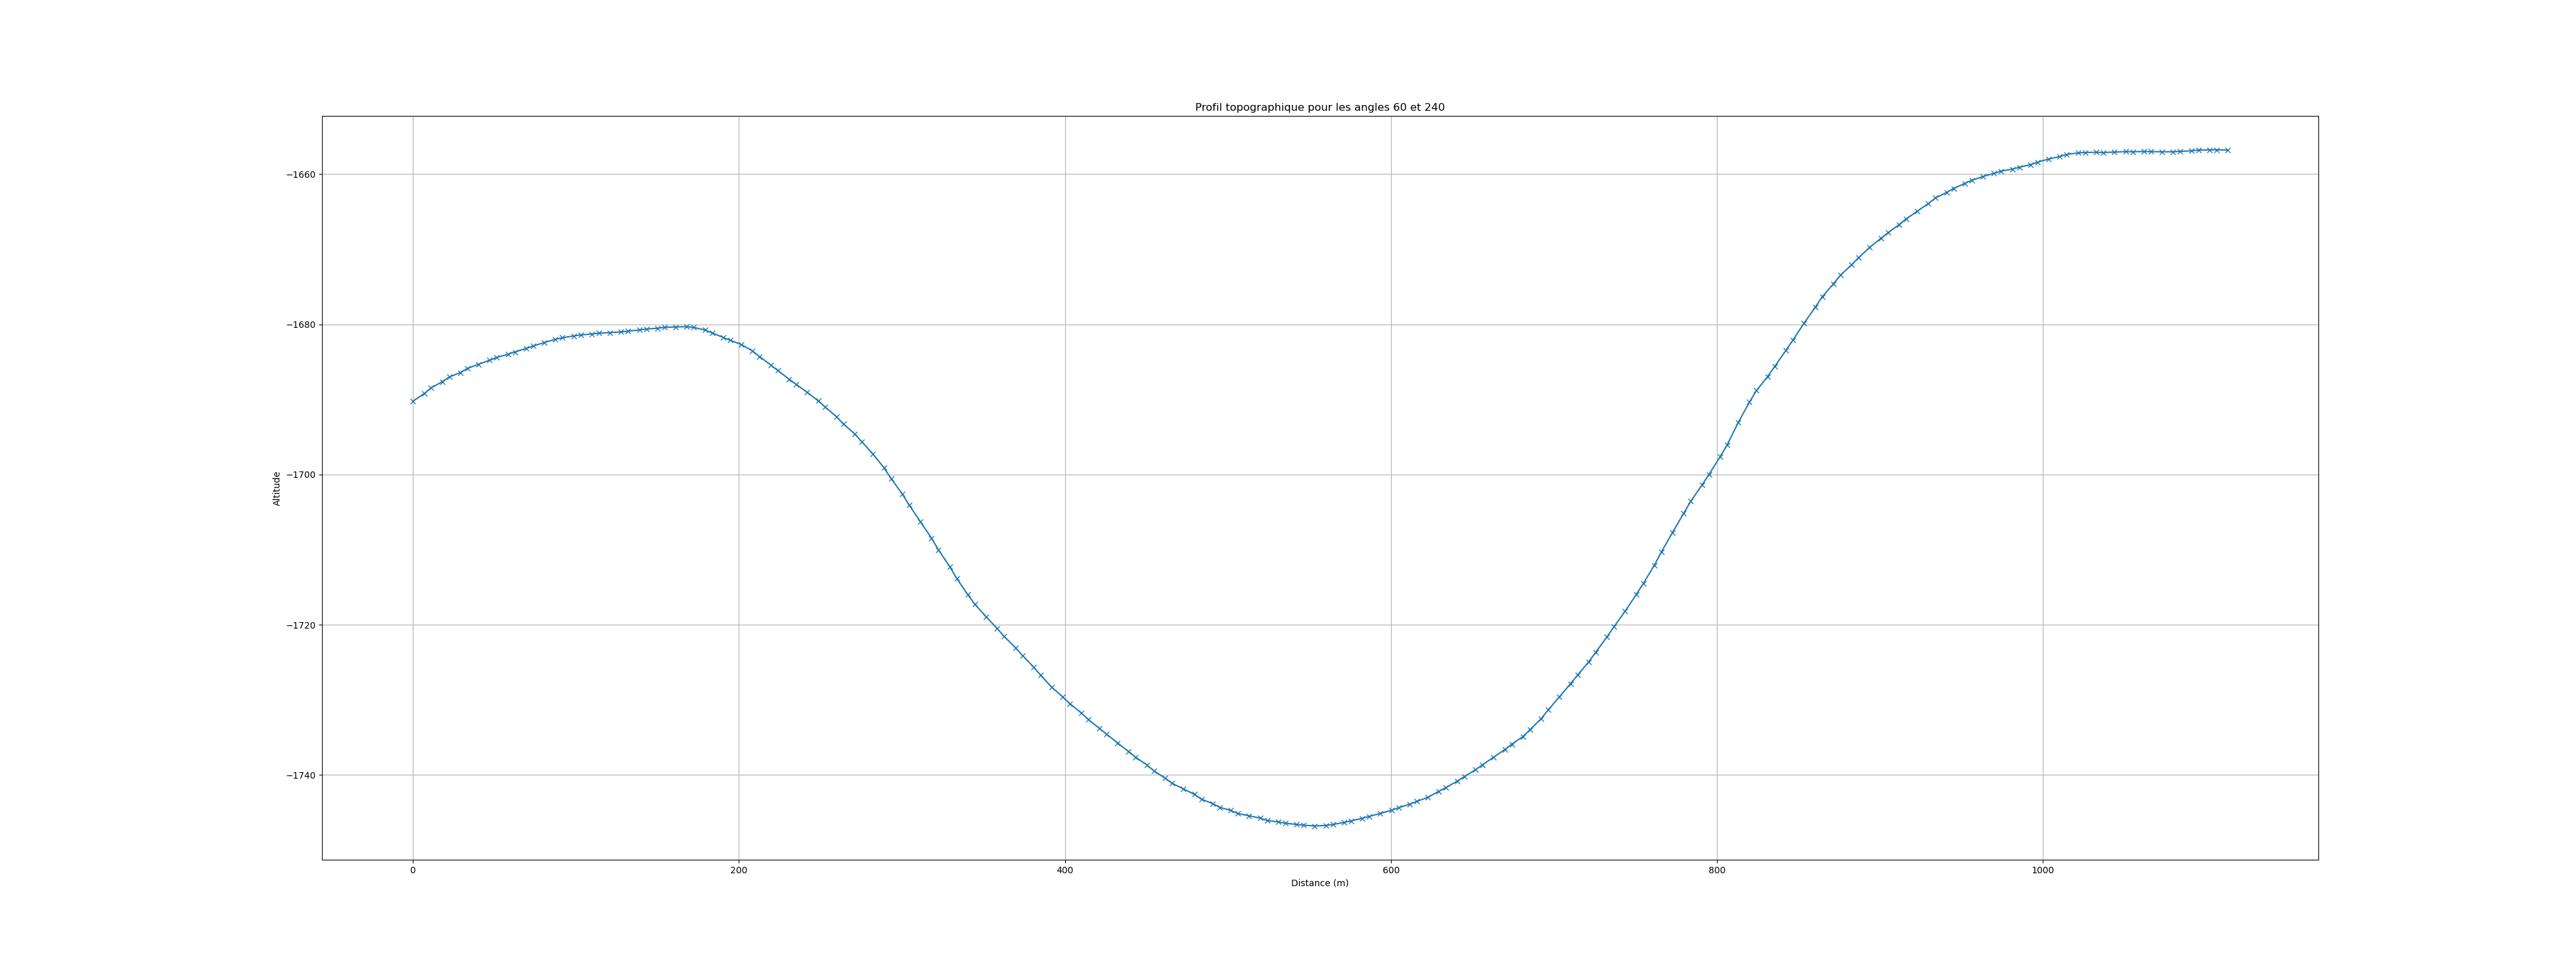 Profil topographique pour les angles 60 et 240
Altitude
−1660
−1680
−1700
−1720
−1740
0 200 400 600 800 1000
Distance (m)